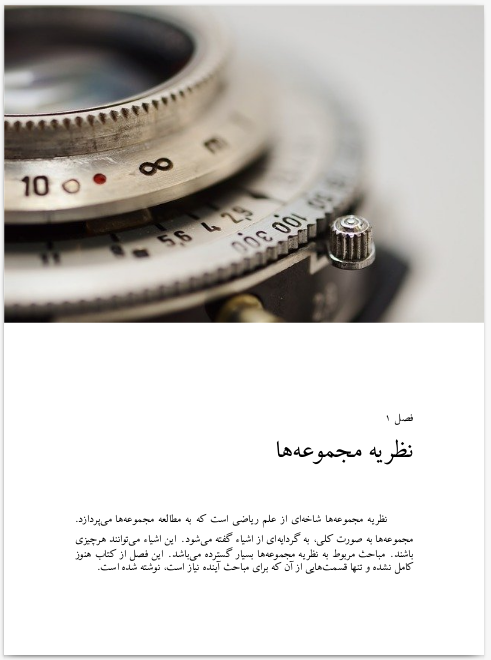 10 ∞ m
11 8 5,6 4 2,9
300 100 50
فصل ۱
نظریه مجموعه‌ها
نظریه مجموعه‌ها شاخه‌ای از علم ریاضی است که به مطالعه مجموعه‌ها می‌پردازد.
مجموعه‌ها به صورت کلی، به گردایه‌ای از اشیاء گفته می‌شود. این اشیاء می‌توانند هرچیزی
باشند. مباحث مربوط به نظریه مجموعه‌ها بسیار گسترده می‌باشد. این فصل از کتاب هنوز
کامل نشده و تنها قسمت‌هایی از آن که برای مباحث آینده نیاز است، نوشته شده است.